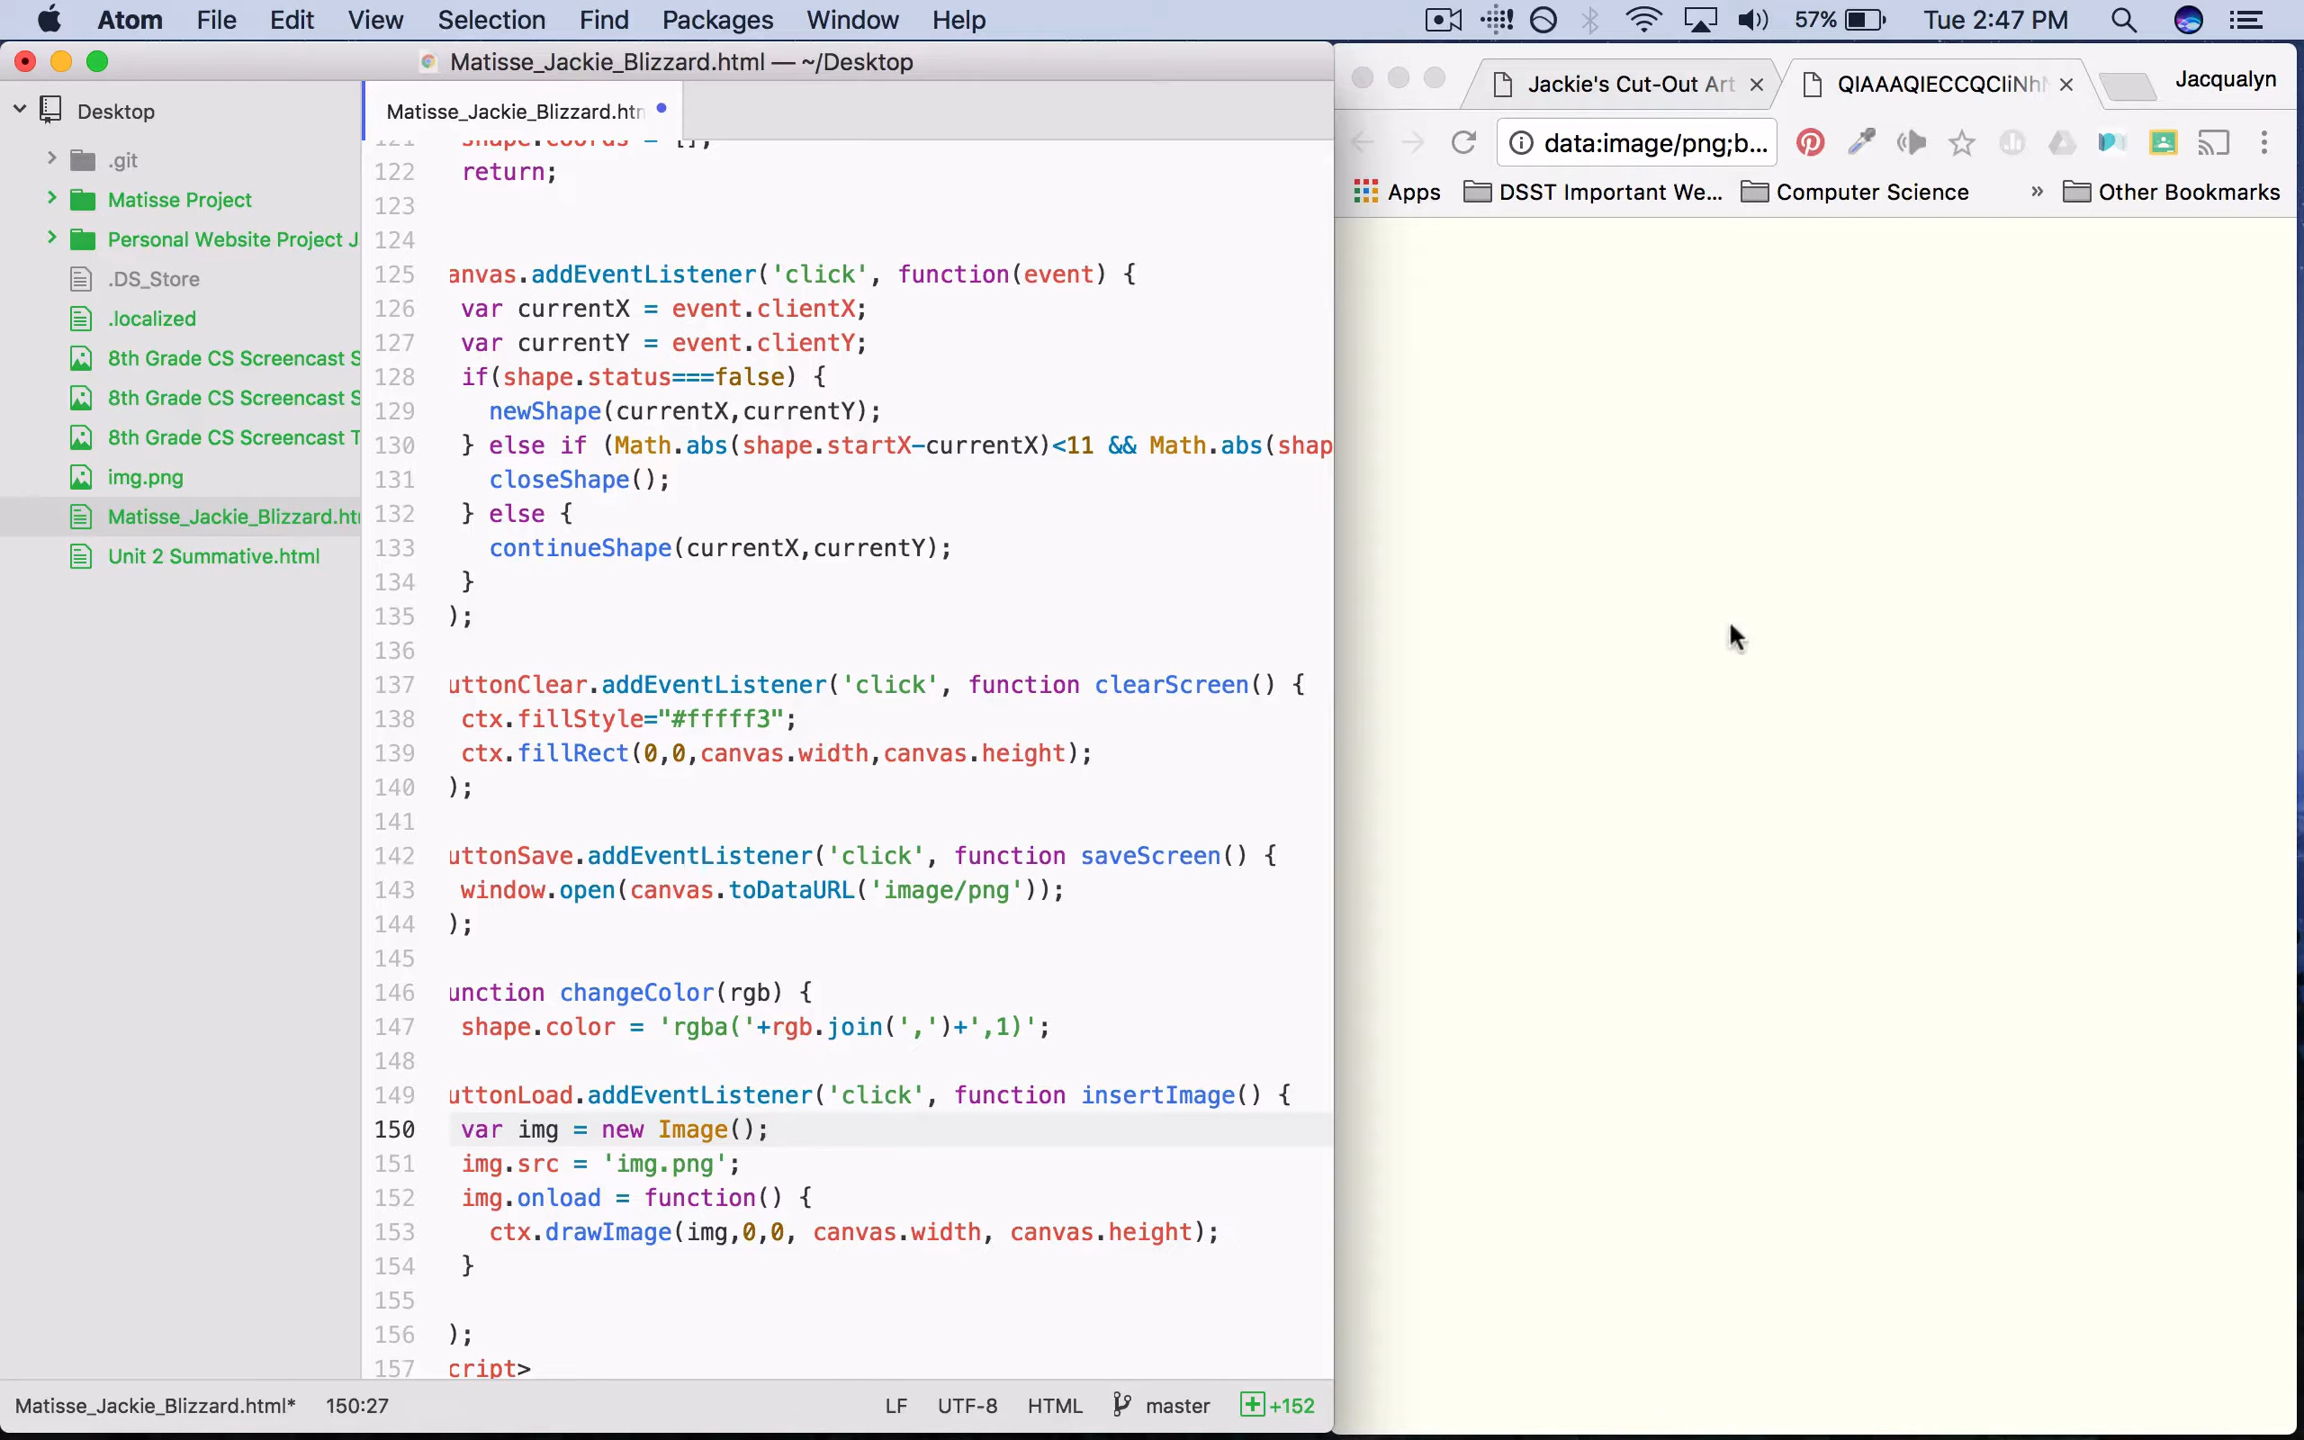 Atom File Edit View Selection Find Packages Window Help 57% Tue 2:47 PM
Matisse_Jackie_Blizzard.html — ~/Desktop
Desktop
.git
Matisse Project
Personal Website Project J
.DS_Store
.localized
8th Grade CS Screencast S
8th Grade CS Screencast S
8th Grade CS Screencast T
img.png
Matisse_Jackie_Blizzard.ht
Unit 2 Summative.html
Matisse_Jackie_Blizzard.htm
121 shape.coords = [];
122 return;
123
124
125 anvas.addEventListener('click', function(event) {
126 var currentX = event.clientX;
127 var currentY = event.clientY;
128 if(shape.status===false) {
129 newShape(currentX,currentY);
130 } else if (Math.abs(shape.startX-currentX)<11 && Math.abs(shap
131 closeShape();
132 } else {
133 continueShape(currentX,currentY);
134 }
135 );
136
137 uttonClear.addEventListener('click', function clearScreen() {
138 ctx.fillStyle="#fffff3";
139 ctx.fillRect(0,0,canvas.width,canvas.height);
140 );
141
142 uttonSave.addEventListener('click', function saveScreen() {
143 window.open(canvas.toDataURL('image/png'));
144 );
145
146 unction changeColor(rgb) {
147 shape.color = 'rgba('+rgb.join(',')+',1)';
148
149 uttonLoad.addEventListener('click', function insertImage() {
150 var img = new Image();
151 img.src = 'img.png';
152 img.onload = function() {
153 ctx.drawImage(img,0,0, canvas.width, canvas.height);
154 }
155
156 );
157 cript>
Matisse_Jackie_Blizzard.html* 150:27 LF UTF-8 HTML master +152
Jackie's Cut-Out Art Jacqualyn
data:image/png;b...
Apps DSST Important We... Computer Science » Other Bookmarks